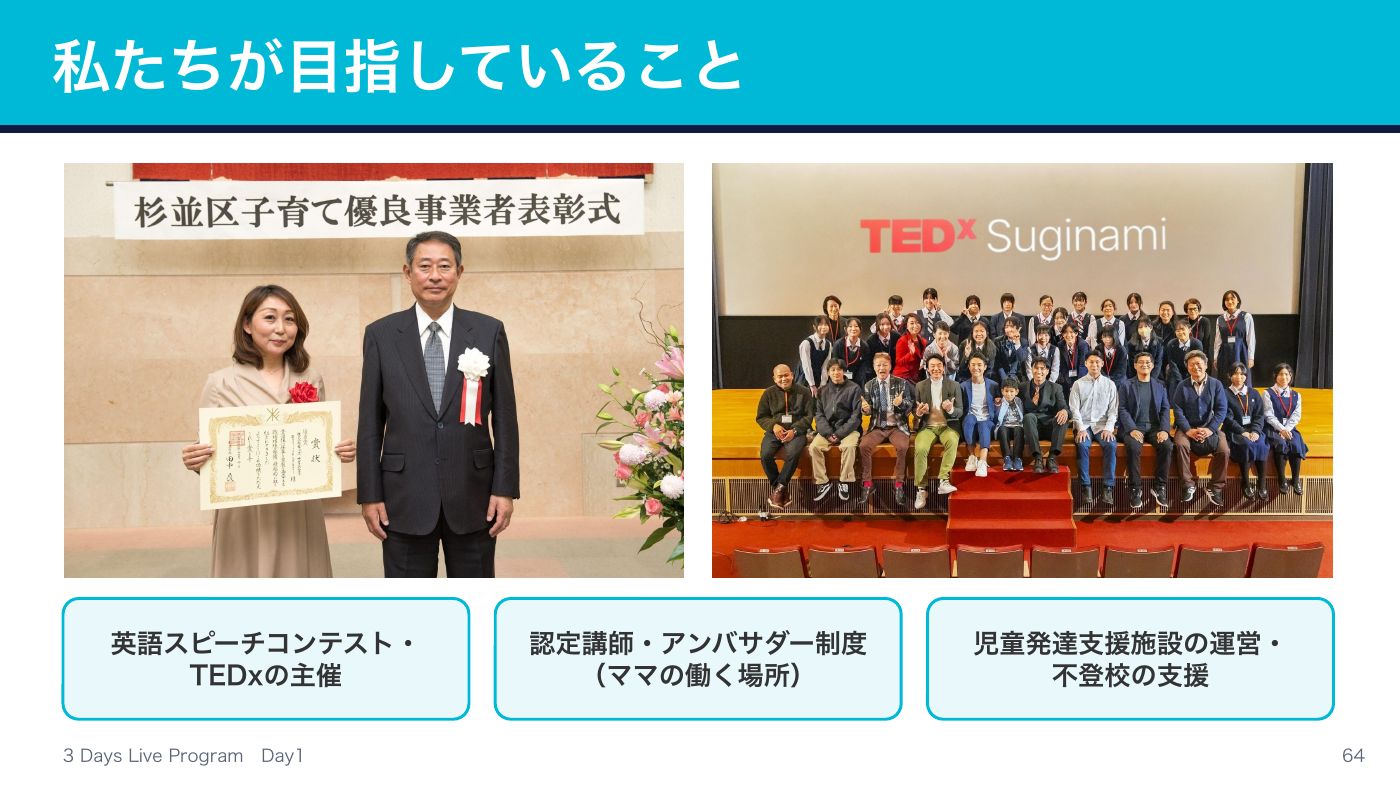 私たちが目指していること
杉並区子育て優良事業者表彰式
TEDx Suginami
賞状
英語スピーチコンテスト・
TEDxの主催
認定講師・アンバサダー制度
（ママの働く場所）
児童発達支援施設の運営・
不登校の支援
3 Days Live Program　Day1
64